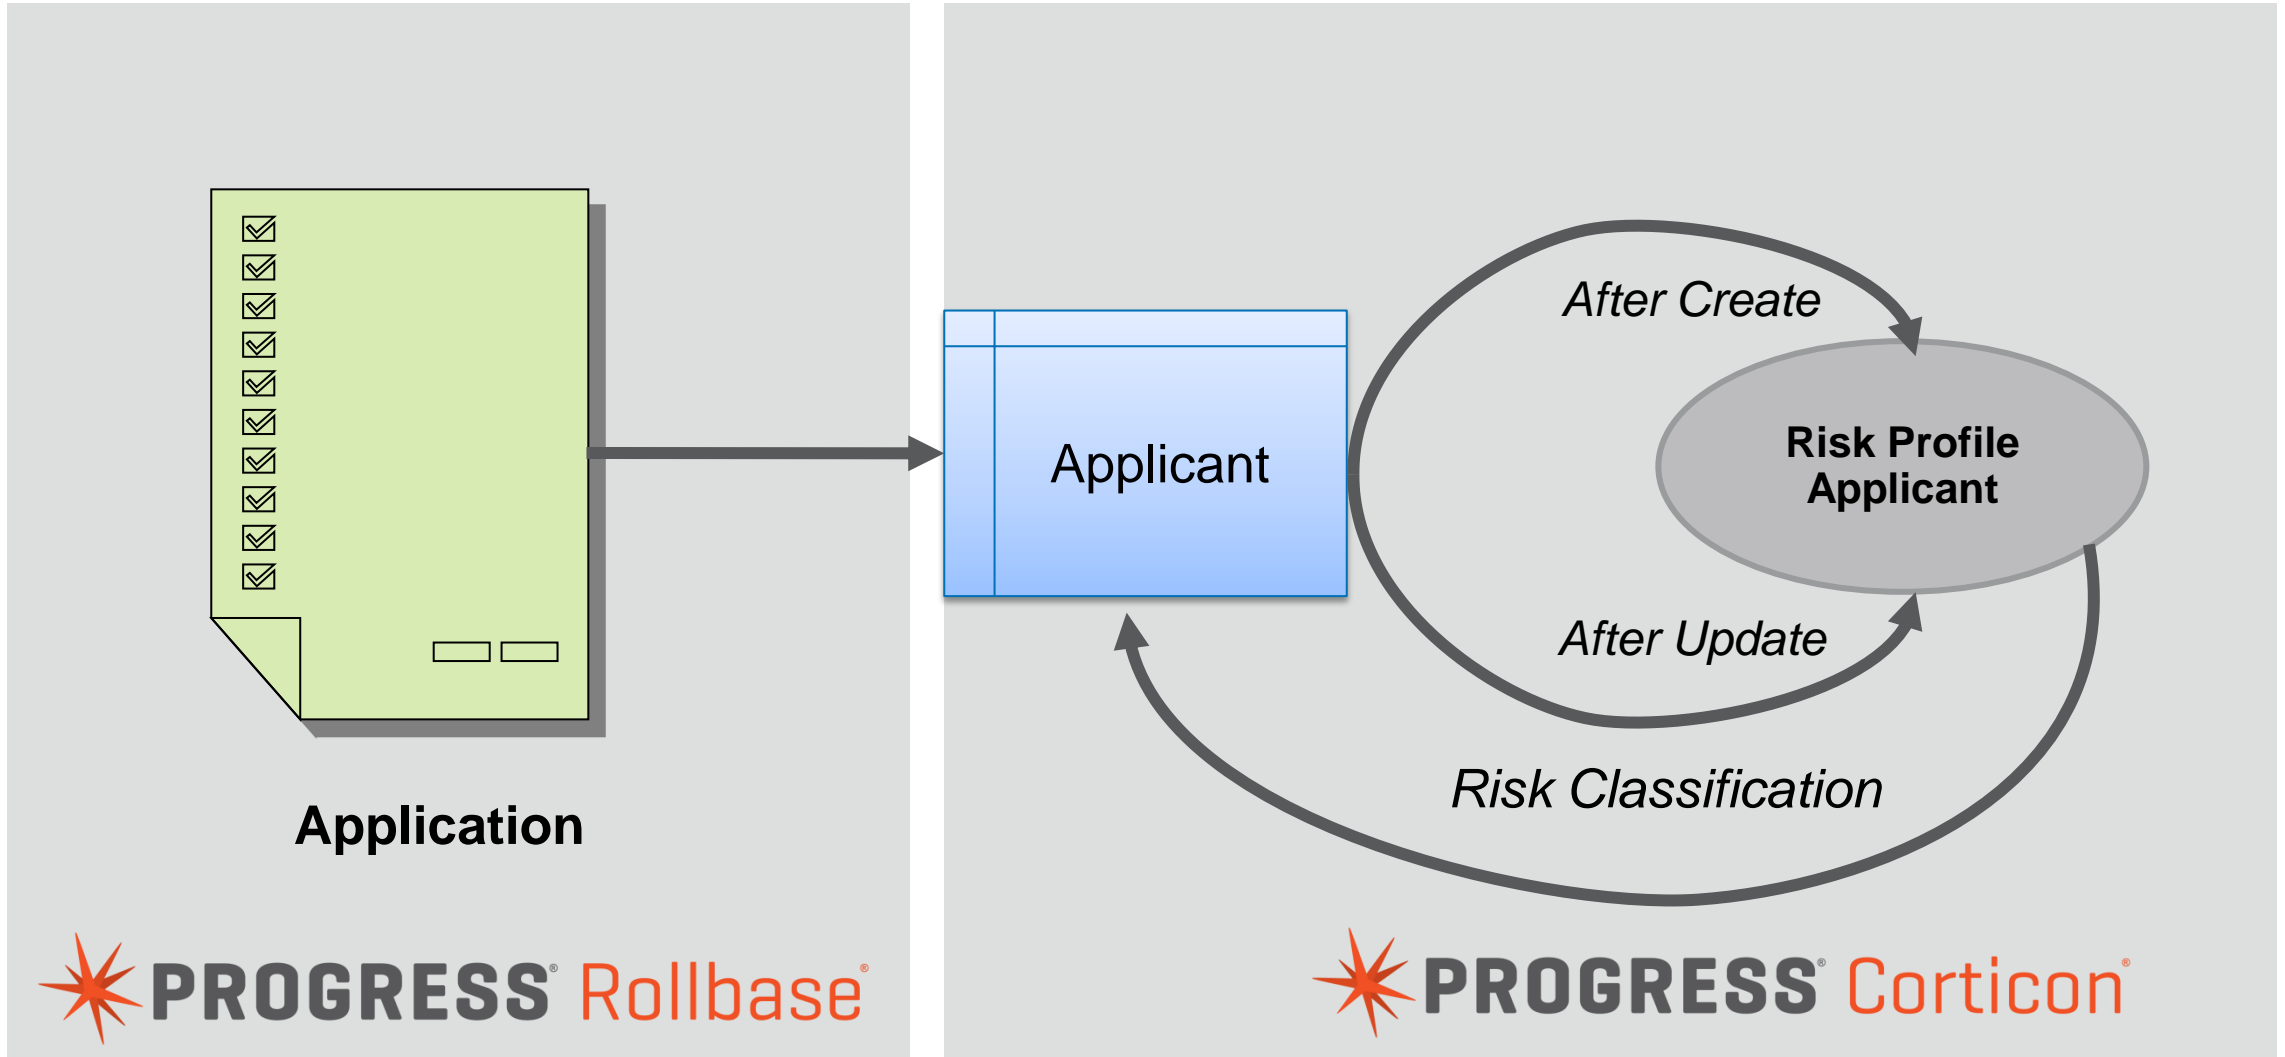 Application
PROGRESS® Rollbase®
Applicant
After Create
Risk Profile
Applicant
After Update
Risk Classification
PROGRESS® Corticon®